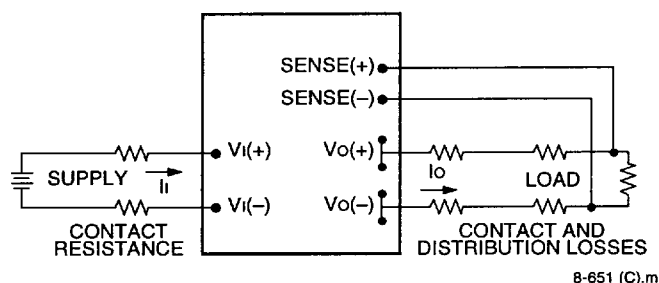 SENSE(+)
SENSE(–)
VI(+)
VO(+)
SUPPLY
II
IO
LOAD
VI(–)
VO(–)
CONTACT
RESISTANCE
CONTACT AND
DISTRIBUTION LOSSES
8-651 (C).m